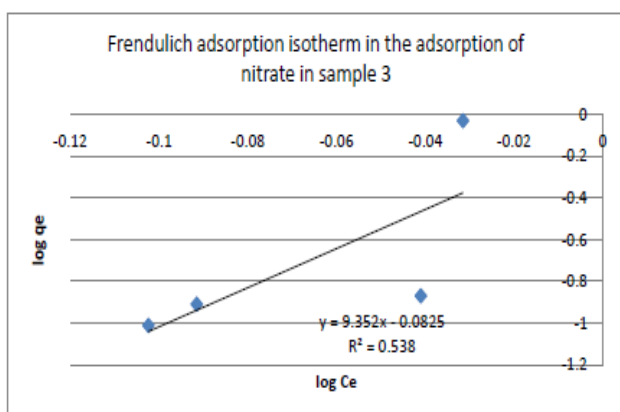 Frendulich adsorption isotherm in the adsorption of
nitrate in sample 3
0
-0.12 -0.1 -0.08 -0.06 -0.04 -0.02 0
-0.2
-0.4
-0.6
-0.8
-1
-1.2
log qe
y = 9.352x - 0.0825
R² = 0.538
log Ce